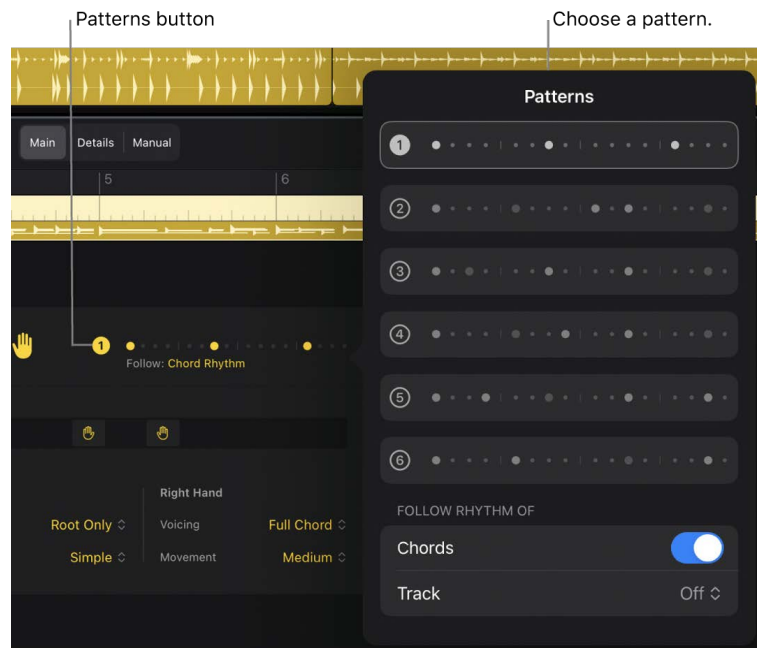 Patterns button
Choose a pattern.
Patterns
Main Details Manual
5 6
1
2
3
4
5
6
1
Follow: Chord Rhythm
Right Hand
Root Only Voicing Full Chord
Simple Movement Medium
FOLLOW RHYTHM OF
Chords
Track Off